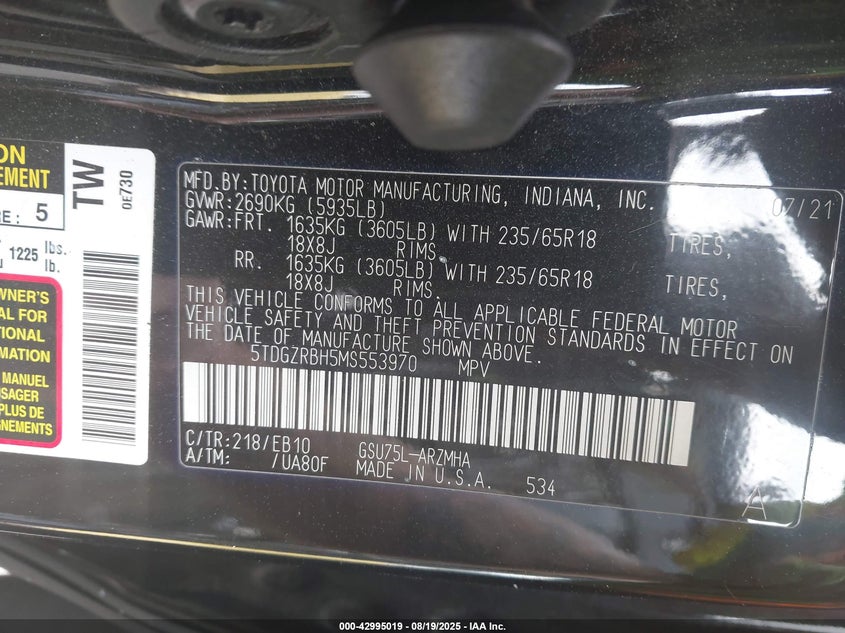 ON
EMENT
RE: 5
1225 lbs.
lb.
WNER'S
AL FOR
TIONAL
RMATION
MANUEL
USAGER
PLUS DE
IGNEMENTS
TW
0E730
MFD.BY:TOYOTA MOTOR MANUFACTURING, INDIANA, INC. 07/21
GVWR:2690KG (5935LB)
GAWR:FRT. 1635KG (3605LB) WITH 235/65R18 TIRES,
18X8J RIMS.
RR. 1635KG (3605LB) WITH 235/65R18 TIRES,
18X8J RIMS.
THIS VEHICLE CONFORMS TO ALL APPLICABLE FEDERAL MOTOR
VEHICLE SAFETY AND THEFT PREVENTION STANDARDS IN EFFECT ON
THE DATE OF MANUFACTURE SHOWN ABOVE.
5TDGZRBH5MS553970 MPV
C/TR:218/EB10 GSU75L-ARZMHA
A/TM: /UA80F MADE IN U.S.A. 534
A
000-42995019 - 08/19/2025 - IAA Inc.